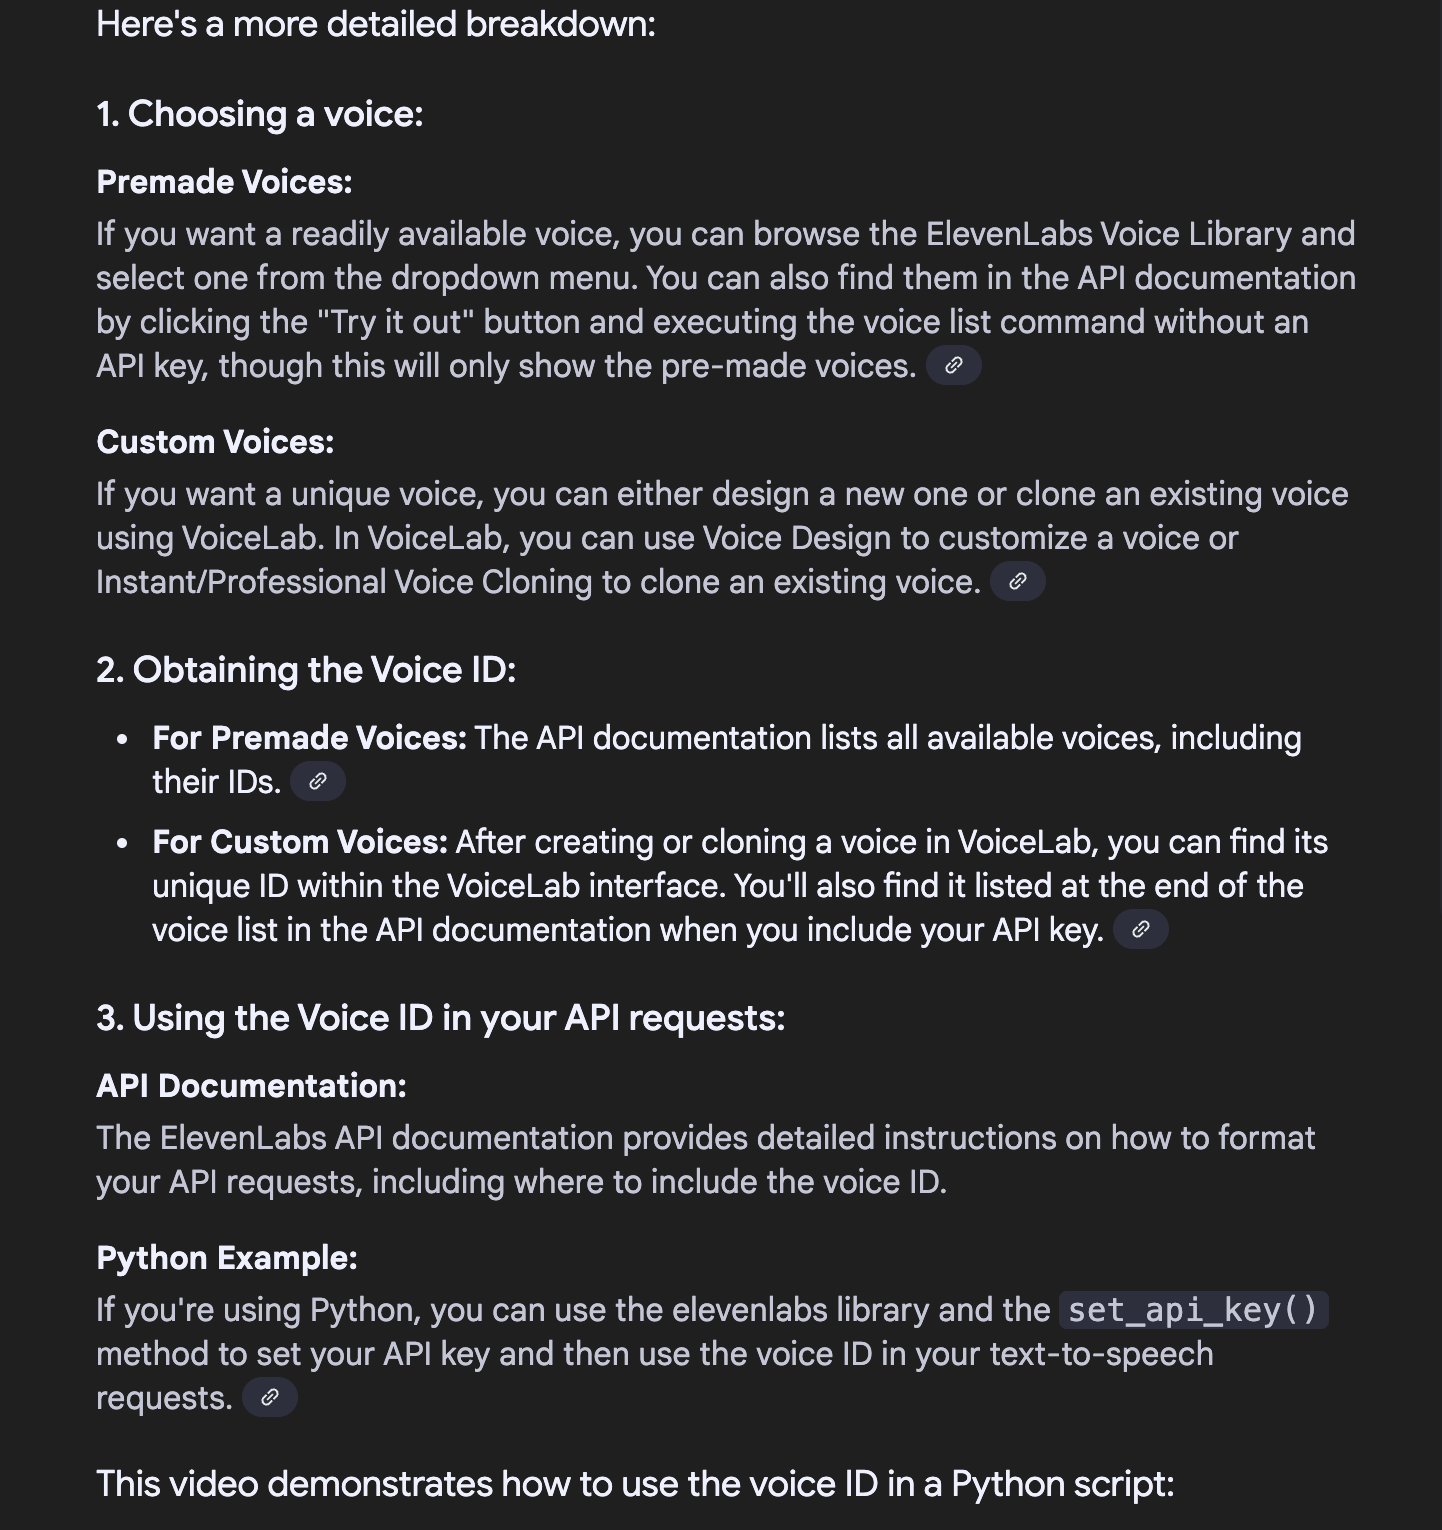 Here's a more detailed breakdown:
1. Choosing a voice:
Premade Voices:
If you want a readily available voice, you can browse the ElevenLabs Voice Library and
select one from the dropdown menu. You can also find them in the API documentation
by clicking the "Try it out" button and executing the voice list command without an
API key, though this will only show the pre-made voices.
Custom Voices:
If you want a unique voice, you can either design a new one or clone an existing voice
using VoiceLab. In VoiceLab, you can use Voice Design to customize a voice or
Instant/Professional Voice Cloning to clone an existing voice.
2. Obtaining the Voice ID:
• For Premade Voices: The API documentation lists all available voices, including
their IDs.
• For Custom Voices: After creating or cloning a voice in VoiceLab, you can find its
unique ID within the VoiceLab interface. You'll also find it listed at the end of the
voice list in the API documentation when you include your API key.
3. Using the Voice ID in your API requests:
API Documentation:
The ElevenLabs API documentation provides detailed instructions on how to format
your API requests, including where to include the voice ID.
Python Example:
If you're using Python, you can use the elevenlabs library and the set_api_key()
method to set your API key and then use the voice ID in your text-to-speech
requests.
This video demonstrates how to use the voice ID in a Python script: